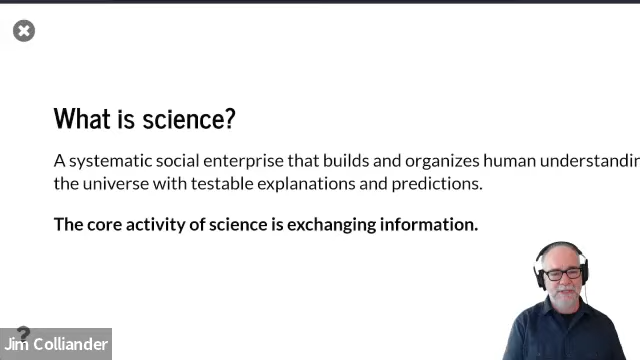 What is science?
A systematic social enterprise that builds and organizes human understandin
the universe with testable explanations and predictions.
The core activity of science is exchanging information.
?
Jim Colliander